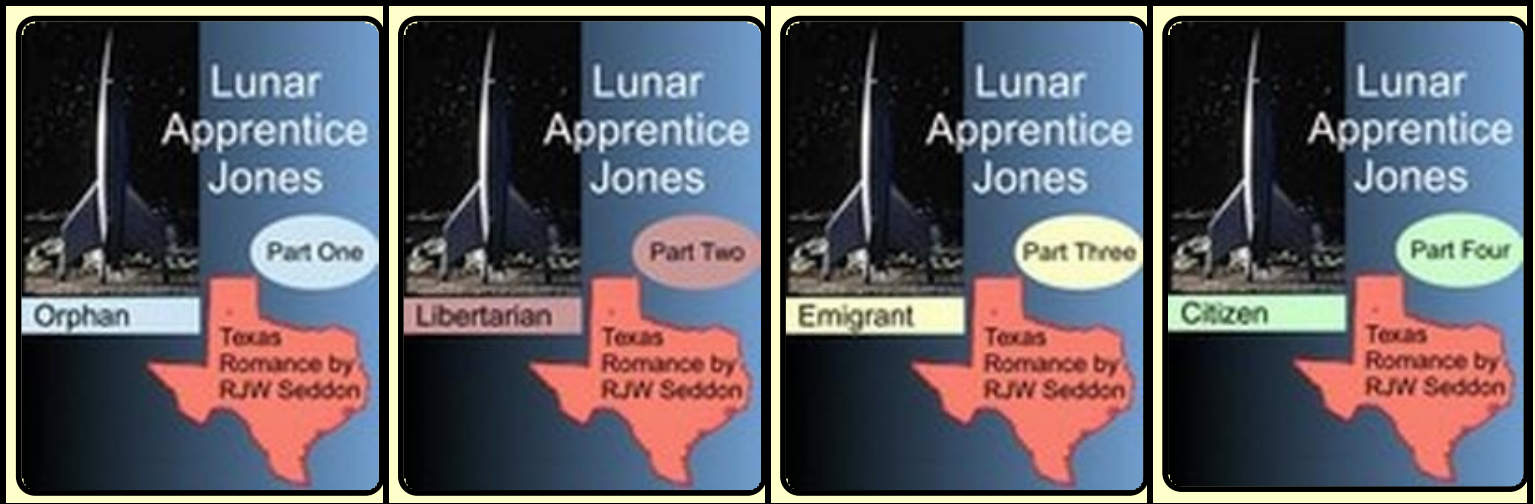 Lunar
Apprentice
Jones
Part One
Orphan
Texas
Romance by
RJW Seddon
Lunar
Apprentice
Jones
Part Two
Libertarian
Texas
Romance by
RJW Seddon
Lunar
Apprentice
Jones
Part Three
Emigrant
Texas
Romance by
RJW Seddon
Lunar
Apprentice
Jones
Part Four
Citizen
Texas
Romance by
RJW Seddon